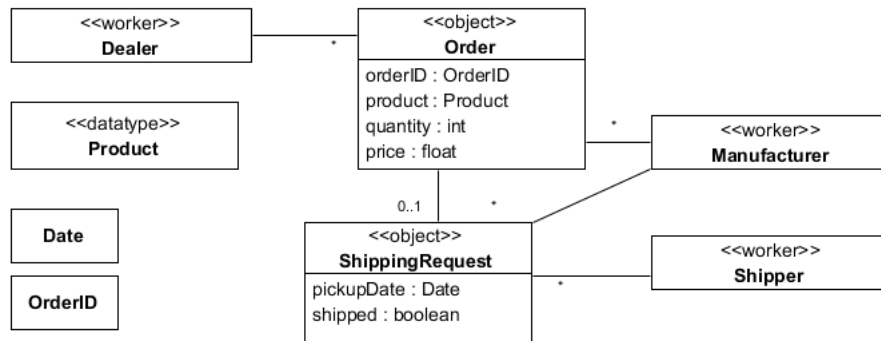 <<worker>>
Dealer
*
<<object>>
Order
orderID : OrderID
product : Product
quantity : int
price : float
<<datatype>>
Product
*
<<worker>>
Manufacturer
0..1
*
Date
OrderID
<<object>>
ShippingRequest
pickupDate : Date
shipped : boolean
*
<<worker>>
Shipper